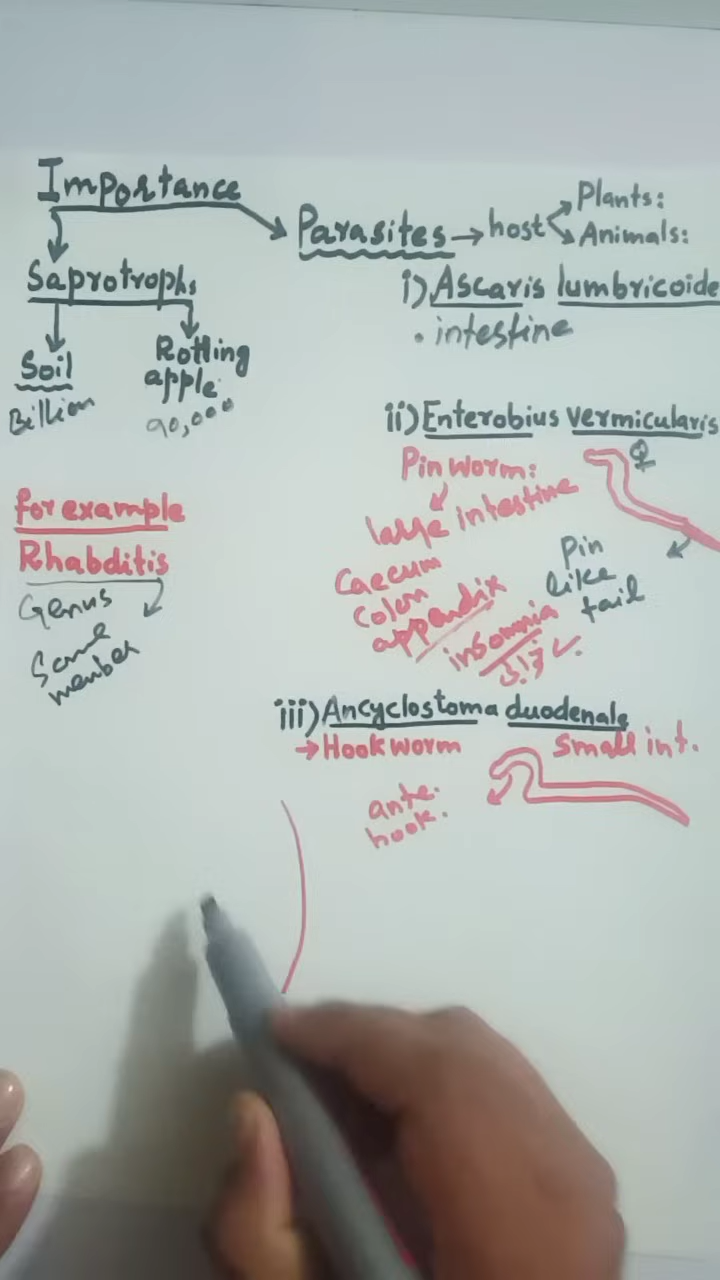 Importance
Parasites → host
Plants:
Animals:
Saprotrophs
Soil
Billion
Rotting
apple
90,000
i) Ascaris lumbricoide
. intestine
ii) Enterobius vermicularis
Pin worm:
large intestine
Caecum
Colon
appendix
insomnia
♀
Pin
like
tail
for example
Rhabditis
Genus
Some
member
iii) Ancyclostoma duodenale
→ Hook worm
Small int.
ante.
hook.